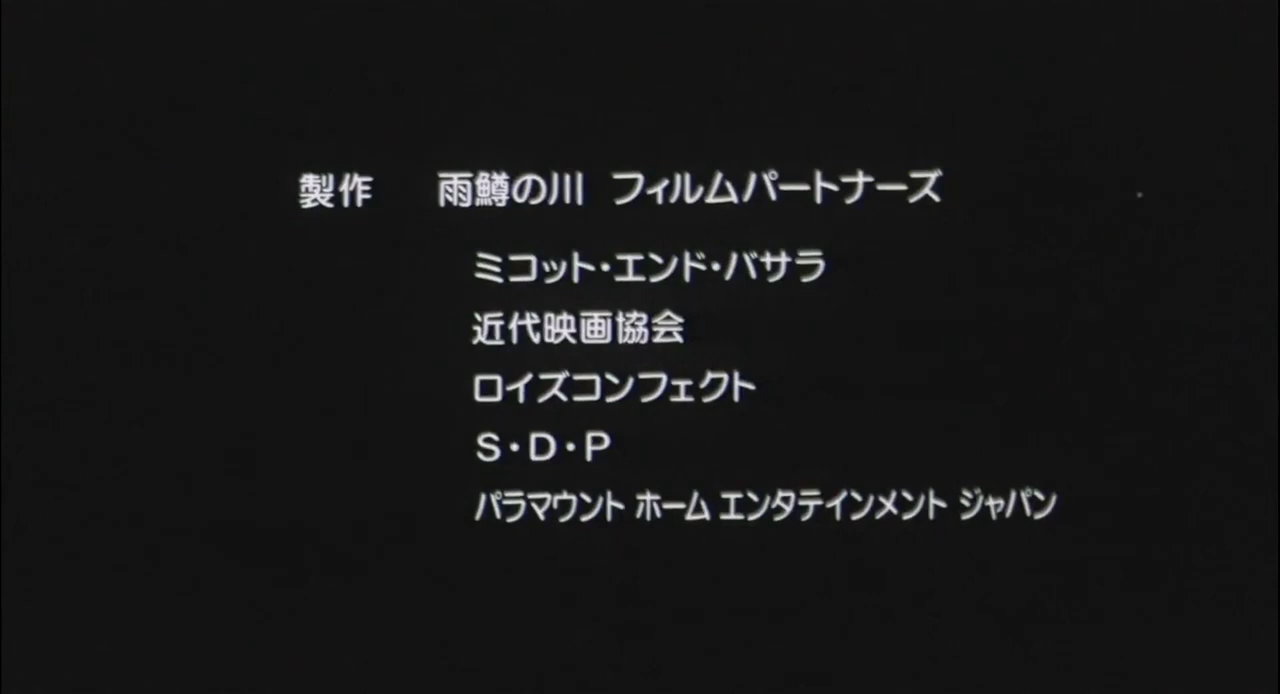 製作 雨鱒の川 フィルムパートナーズ
ミコット・エンド・バサラ
近代映画協会
ロイズコンフェクト
S・D・P
パラマウント ホーム エンタテインメント ジャパン